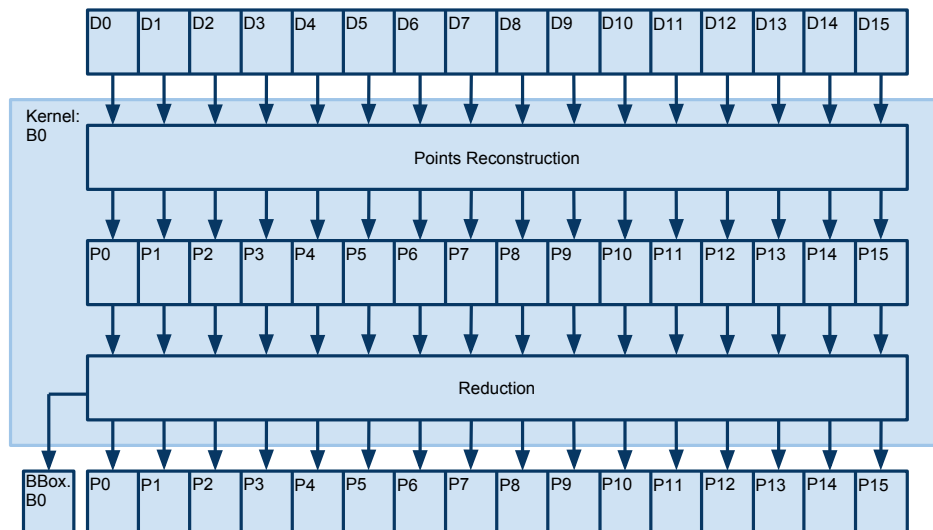 D0 D1 D2 D3 D4 D5 D6 D7 D8 D9 D10 D11 D12 D13 D14 D15
Kernel:
B0
Points Reconstruction
P0 P1 P2 P3 P4 P5 P6 P7 P8 P9 P10 P11 P12 P13 P14 P15
Reduction
BBox.
B0
P0 P1 P2 P3 P4 P5 P6 P7 P8 P9 P10 P11 P12 P13 P14 P15